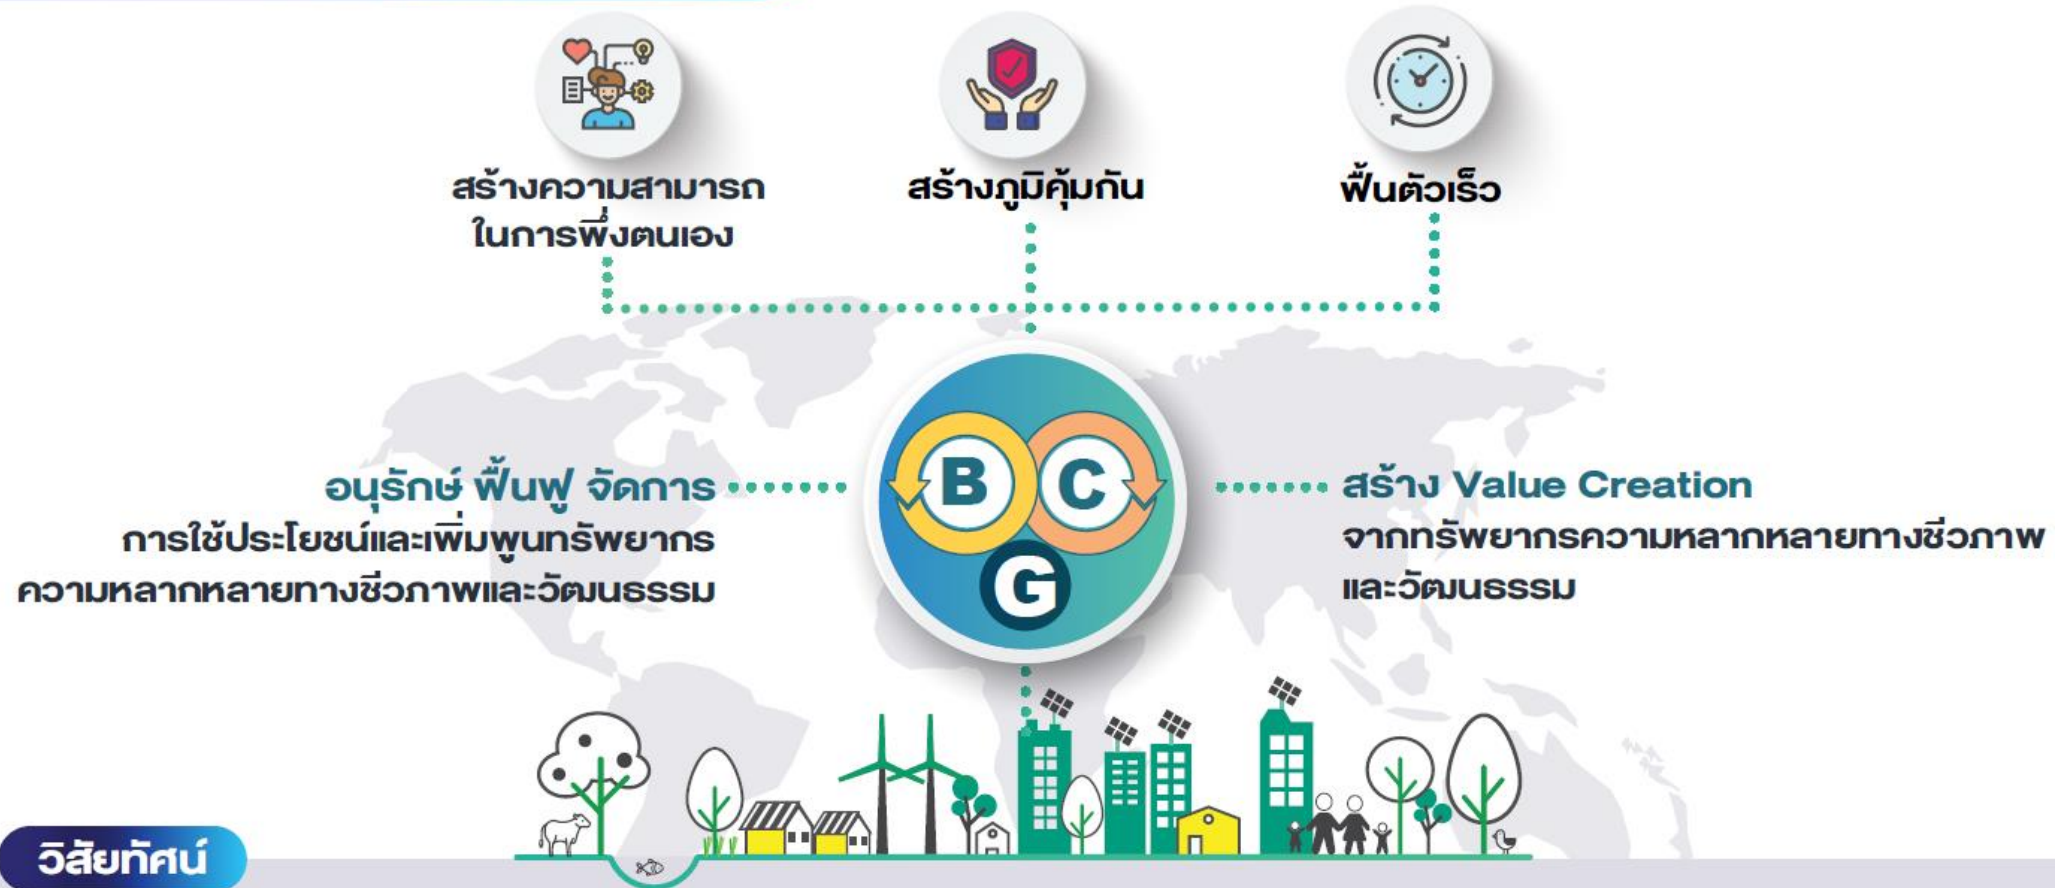 สร้างความสามารถ
ในการพึ่งตนเอง
สร้างภูมิคุ้มกัน
ฟื้นตัวเร็ว
อนุรักษ์ ฟื้นฟู จัดการ
การใช้ประโยชน์และเพิ่มพูนทรัพยากร
ความหลากหลายทางชีวภาพและวัฒนธรรม
B
C
G
สร้าง Value Creation
จากทรัพยากรความหลากหลายทางชีวภาพ
และวัฒนธรรม
วิสัยทัศน์